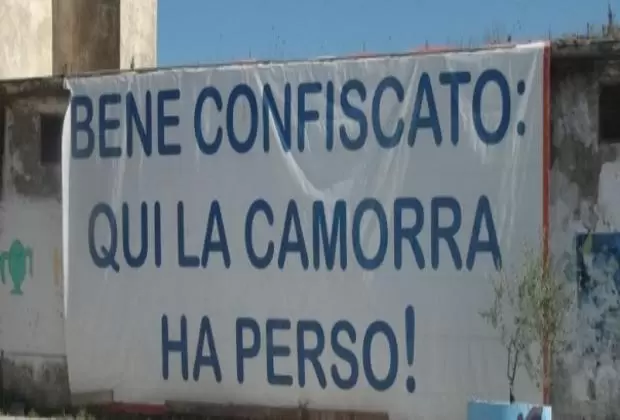 BENE CONFISCATO:
QUI LA CAMORRA
HA PERSO!